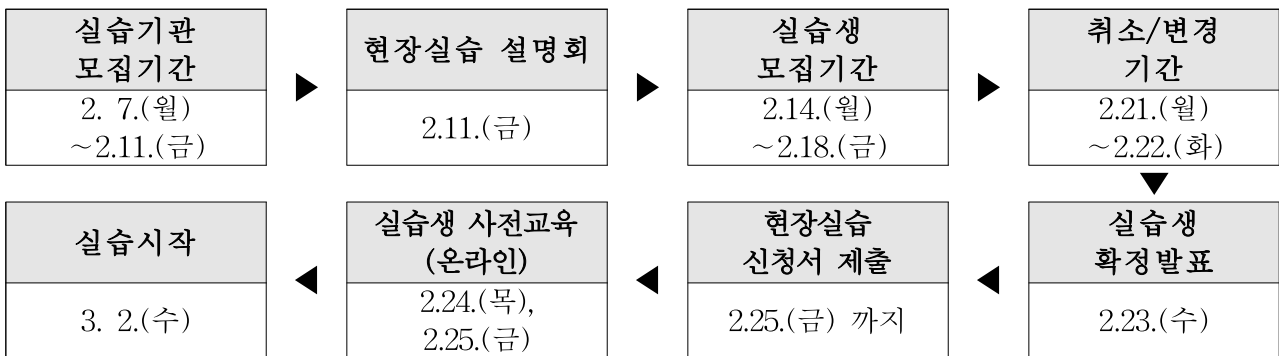 실습기관
모집기간
2. 7.(월)
~2.11.(금)
현장실습 설명회
2.11.(금)
실습생
모집기간
2.14.(월)
~2.18.(금)
취소/변경
기간
2.21.(월)
~2.22.(화)
실습생
확정발표
2.23.(수)
현장실습
신청서 제출
2.25.(금) 까지
실습생 사전교육
(온라인)
2.24.(목),
2.25.(금)
실습시작
3. 2.(수)